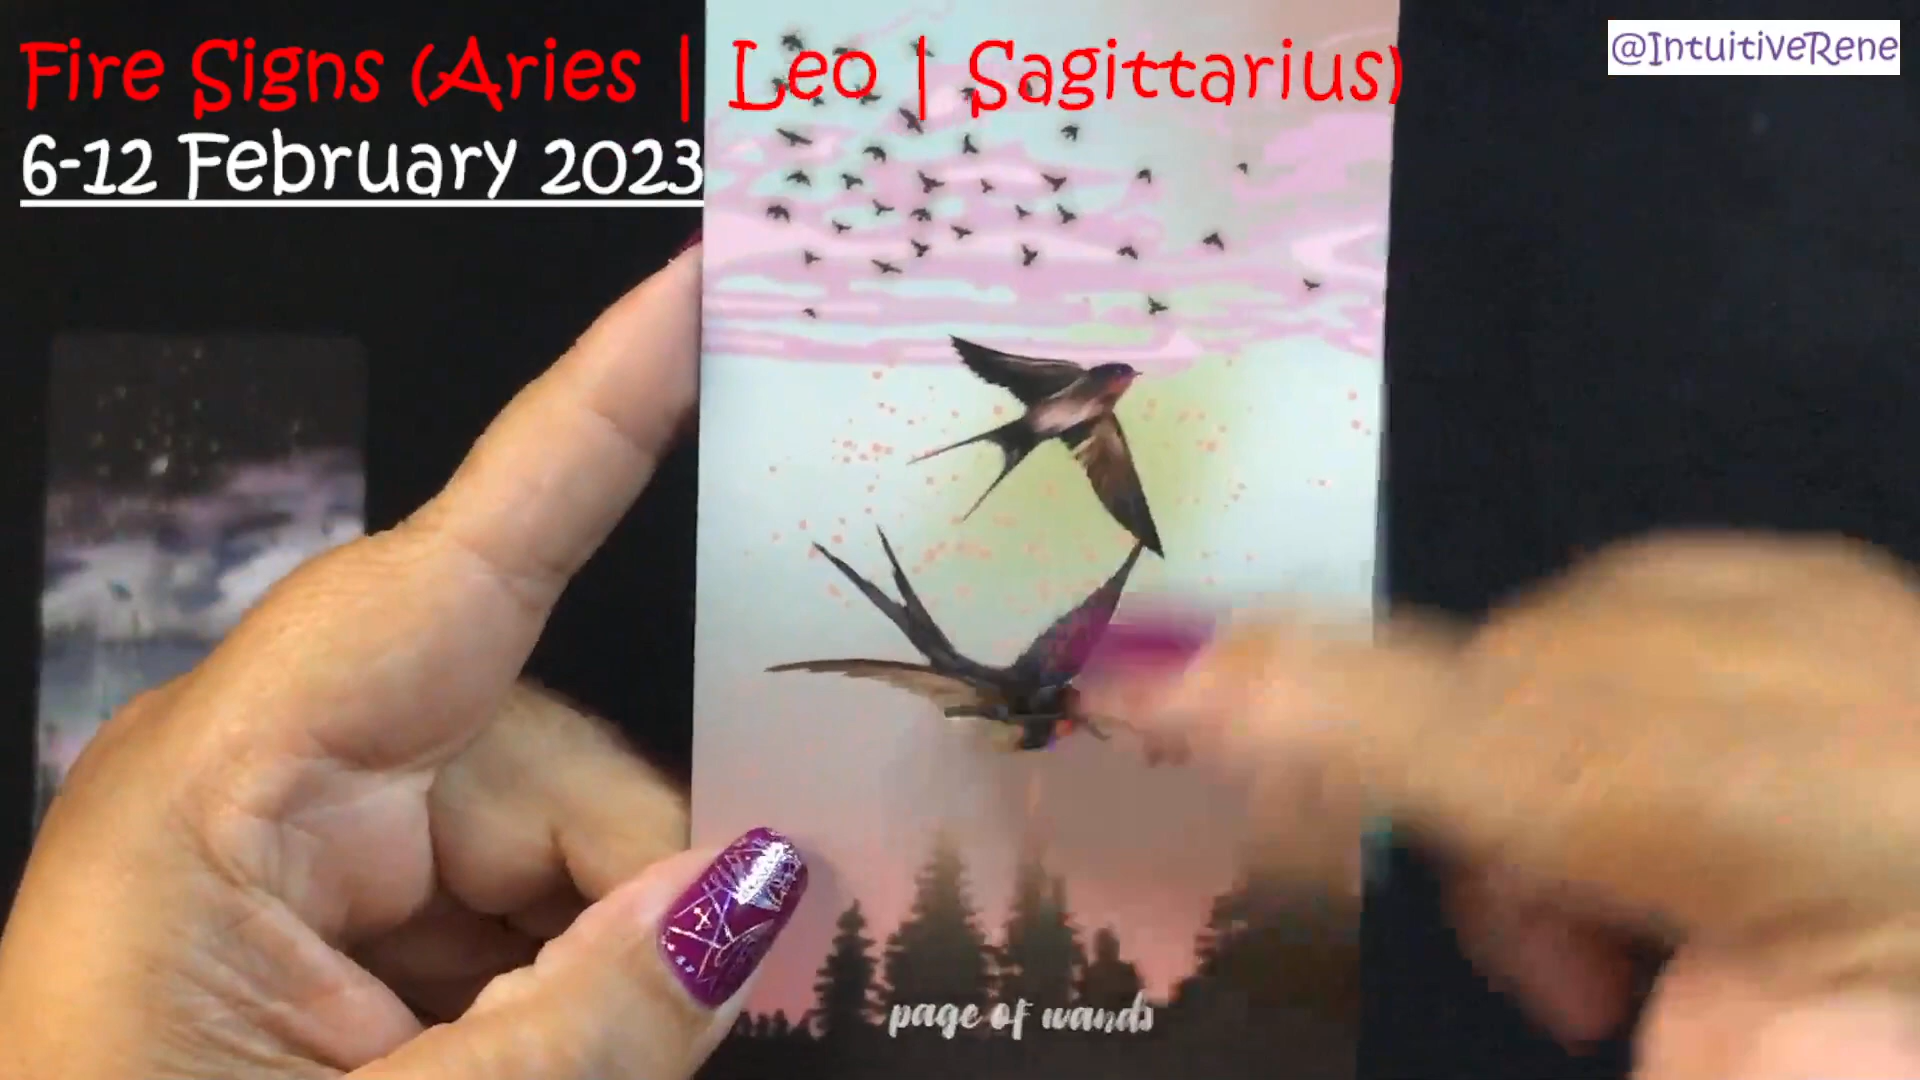 Fire Signs (Aries | Leo | Sagittarius)
@IntuitiveRene
6-12 February 2023
page of wands